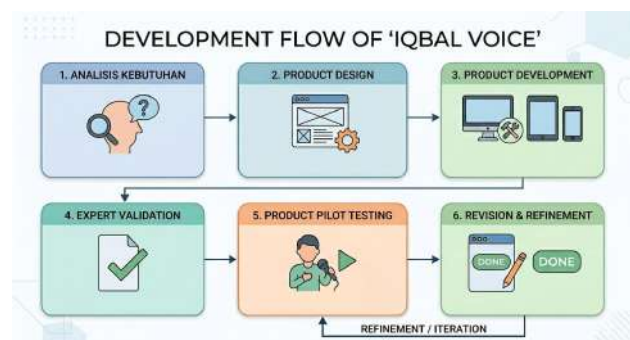 DEVELOPMENT FLOW OF ‘IQBAL VOICE’
1. ANALISIS KEBUTUHAN
2. PRODUCT DESIGN
3. PRODUCT DEVELOPMENT
?
4. EXPERT VALIDATION
5. PRODUCT PILOT TESTING
6. REVISION & REFINEMENT
DONE
DONE
REFINEMENT / ITERATION